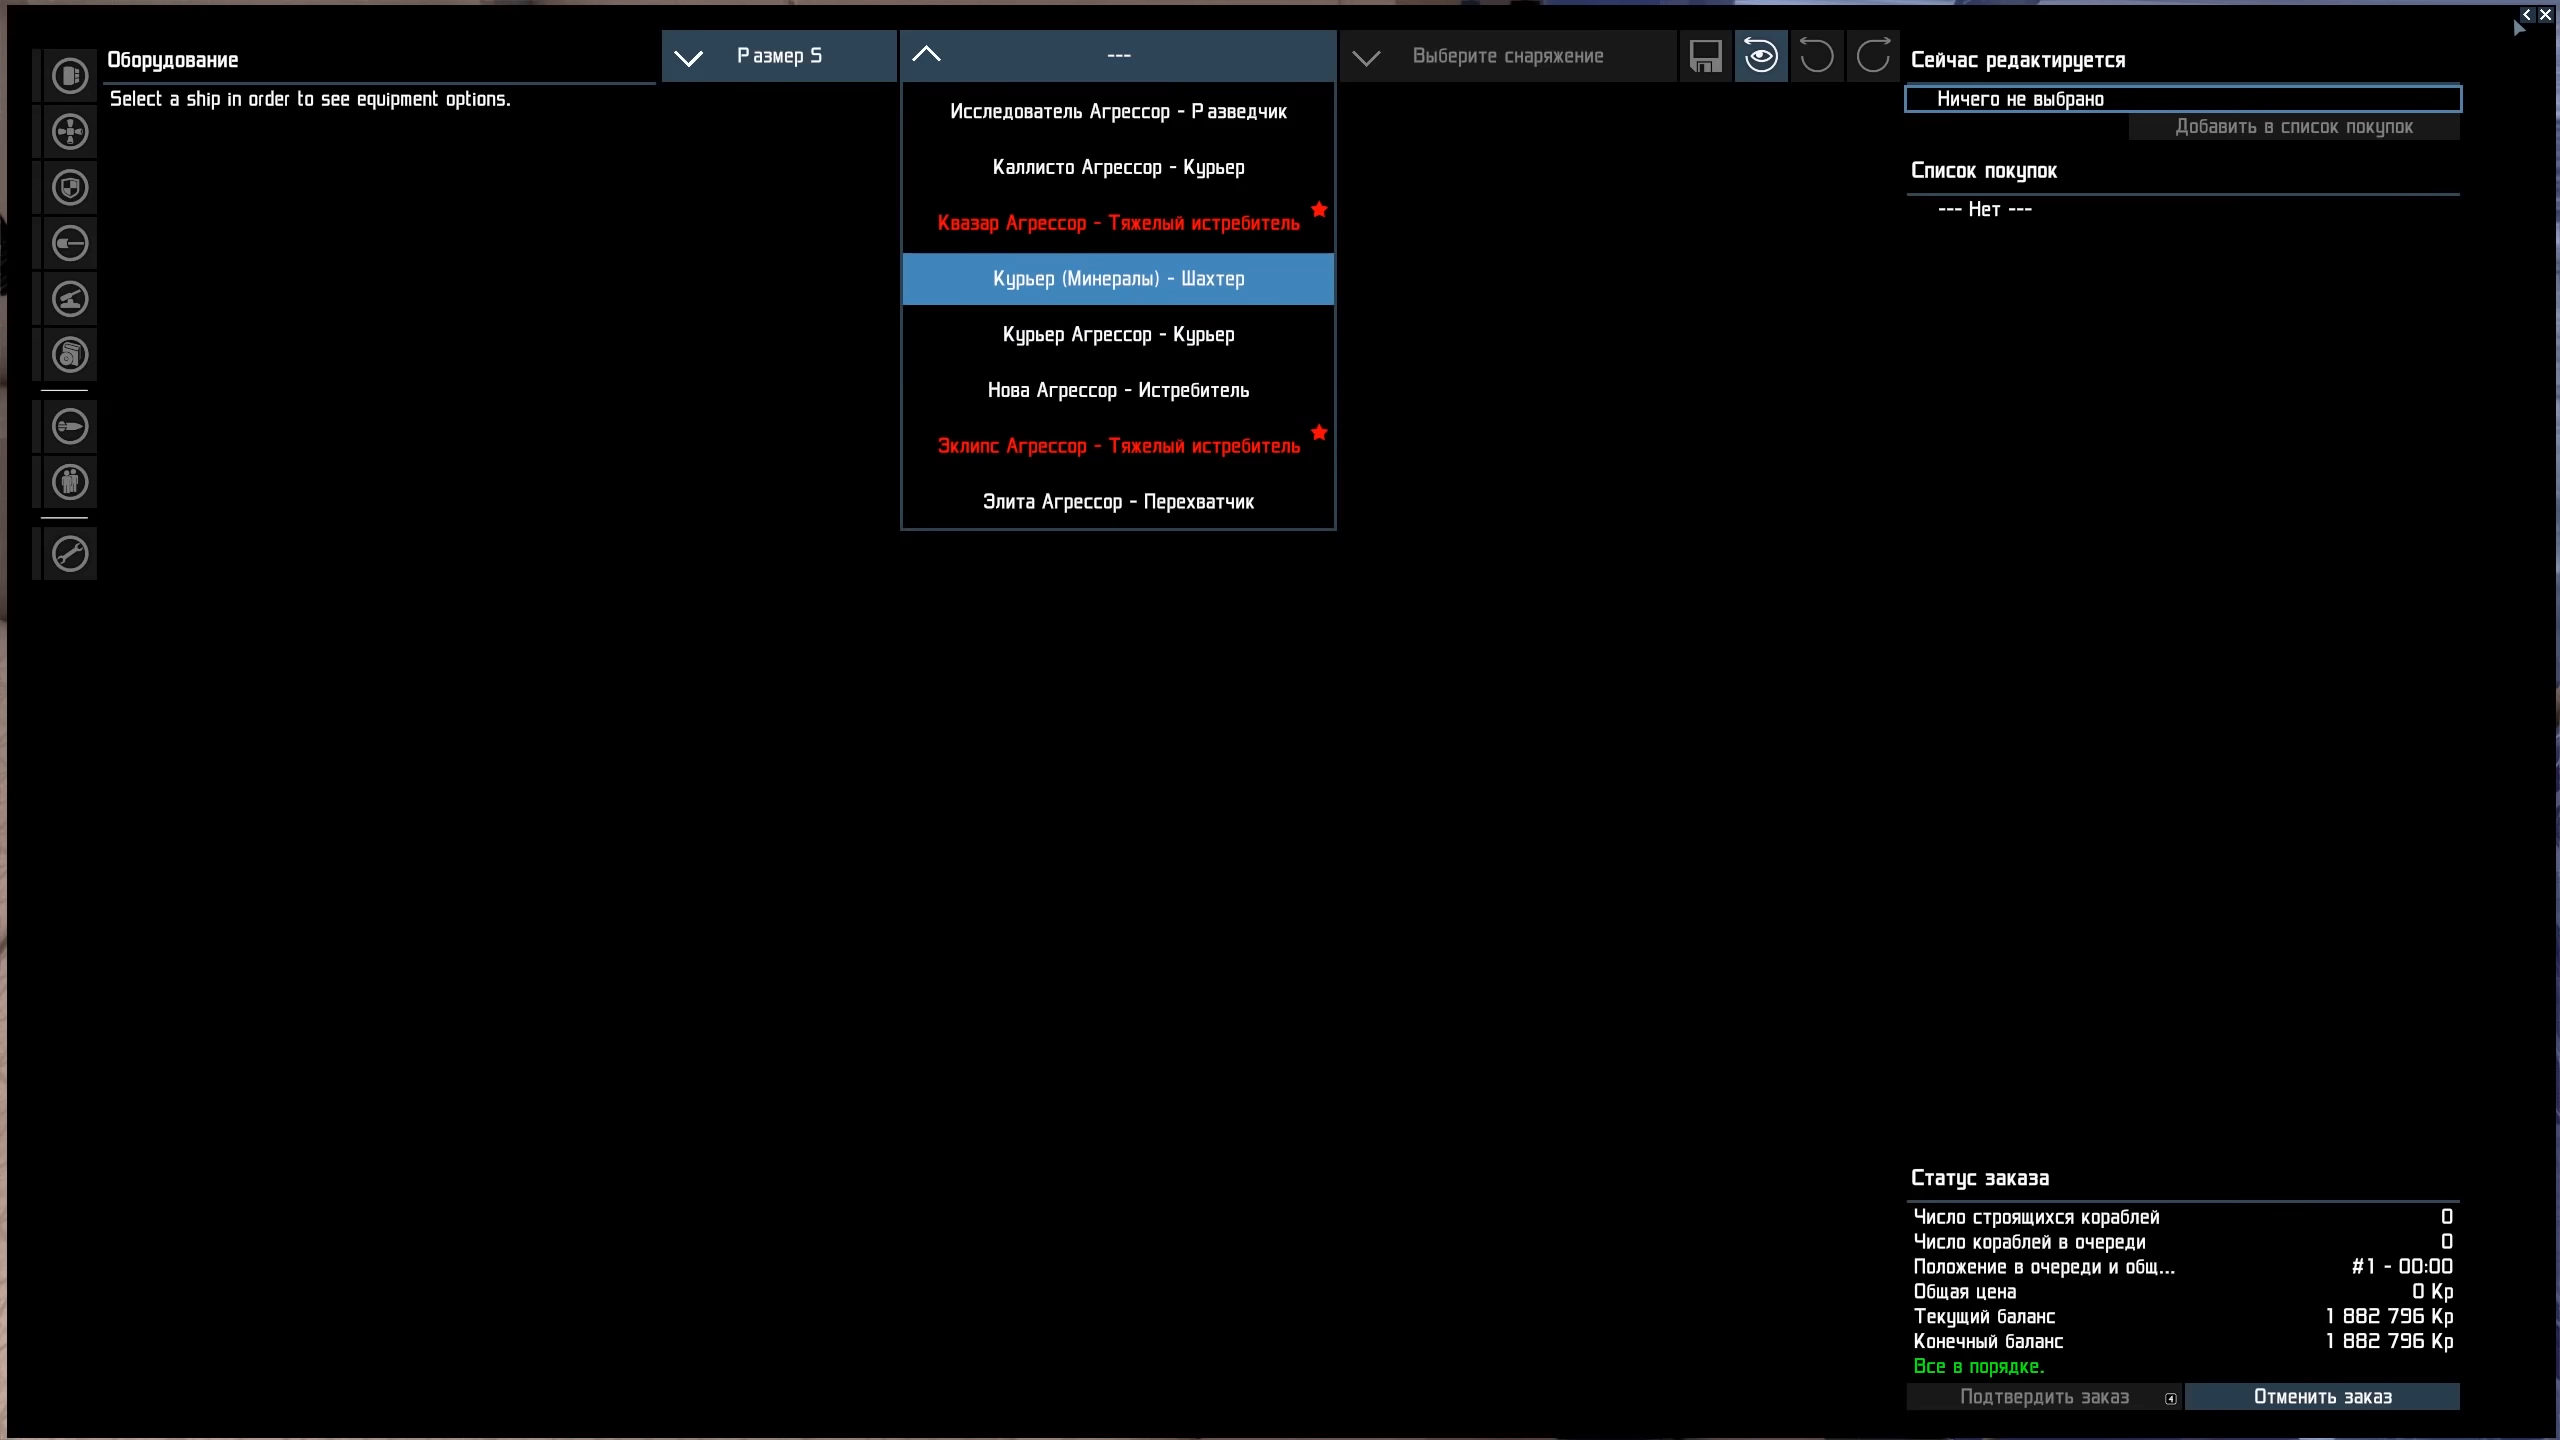 Оборудование
Select a ship in order to see equipment options.
Размер S
---
Выберите снаряжение
Исследователь Агрессор - Разведчик
Каллисто Агрессор - Курьер
Квазар Агрессор - Тяжелый истребитель
Курьер (Минералы) - Шахтер
Курьер Агрессор - Курьер
Нова Агрессор - Истребитель
Эклипс Агрессор - Тяжелый истребитель
Элита Агрессор - Перехватчик
Сейчас редактируется
Ничего не выбрано
Добавить в список покупок
Список покупок
--- Нет ---
Статус заказа
Число строящихся кораблей 0
Число кораблей в очереди 0
Положение в очереди и общ... #1 - 00:00
Общая цена 0 Кр
Текущий баланс 1 882 796 Кр
Конечный баланс 1 882 796 Кр
Все в порядке.
Подтвердить заказ
Отменить заказ